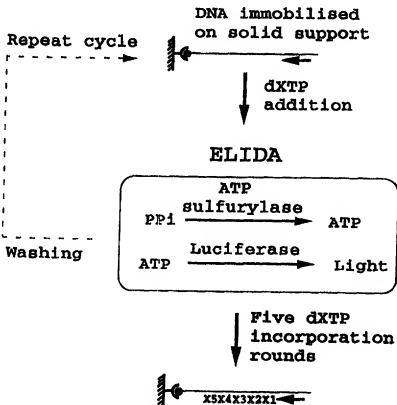 DNA immobilised
on solid support
Repeat cycle
dXTP
addition
ELIDA
ATP
sulfurylase
PPi
ATP
Luciferase
ATP
Light
Washing
Five dXTP
incorporation
rounds
X5X4X3X2X1